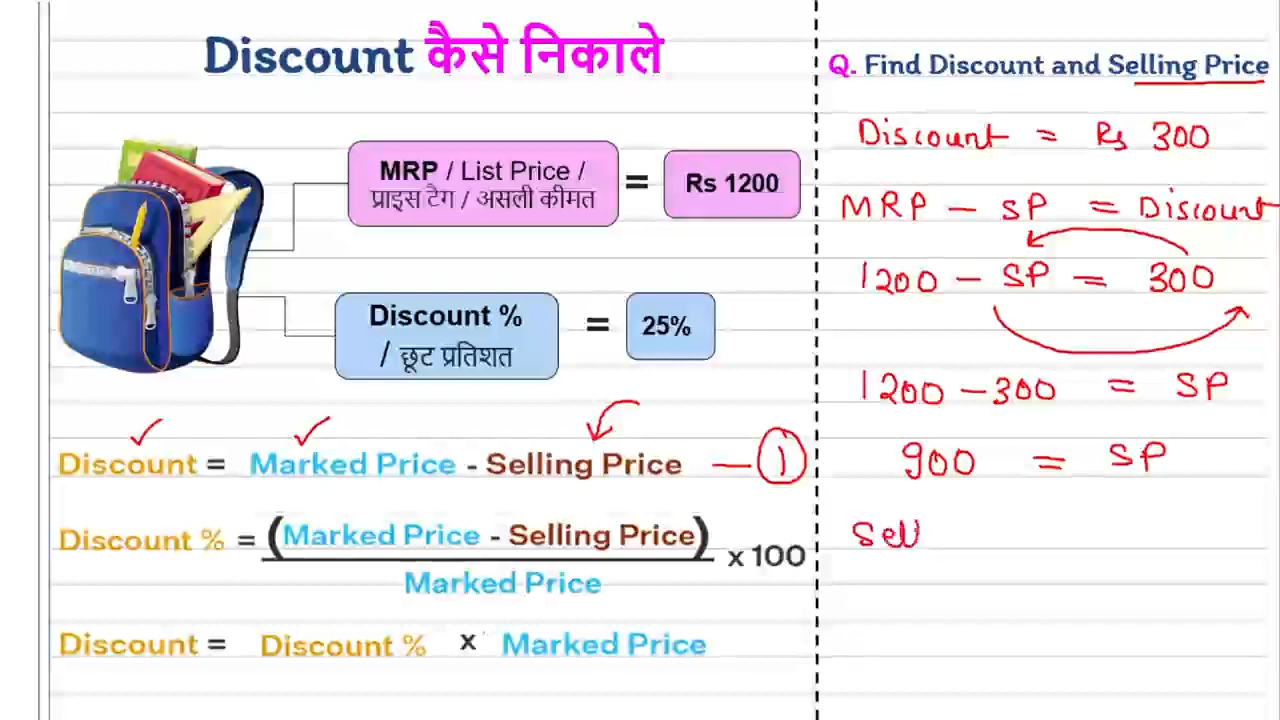 Discount कैसे निकाले
MRP / List Price /
प्राइस टैग / असली कीमत
=
Rs 1200
Discount %
/ छूट प्रतिशत
=
25%
Discount = Marked Price - Selling Price — 1
Discount % = (Marked Price - Selling Price) x 100
Marked Price
Discount = Discount % x Marked Price
Q. Find Discount and Selling Price
Discount = Rs 300
MRP - SP = Discount
1200 - SP = 300
1200 - 300 = SP
900 = SP
Sell